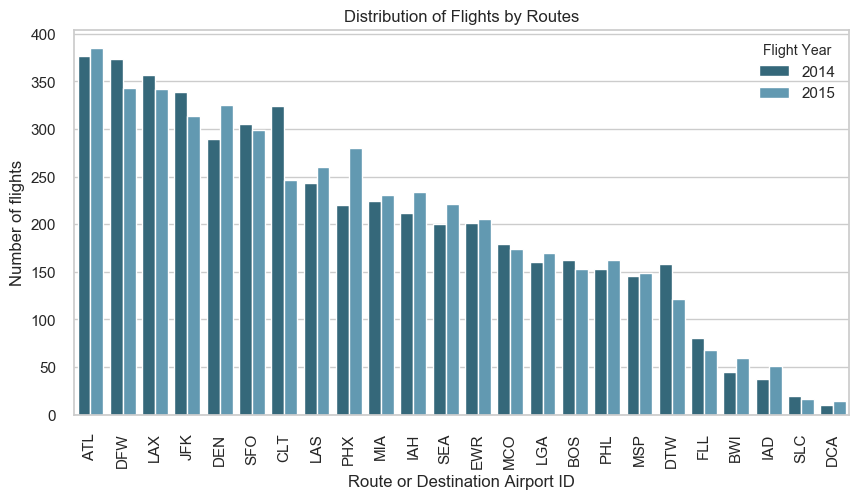 Distribution of Flights by Routes
400
350
300
250
200
150
100
50
0
Number of flights
Flight Year
2014
2015
ATL DFW LAX JFK DEN SFO CLT LAS PHX MIA IAH SEA EWR MCO LGA BOS PHL MSP DTW FLL BWI IAD SLC DCA
Route or Destination Airport ID